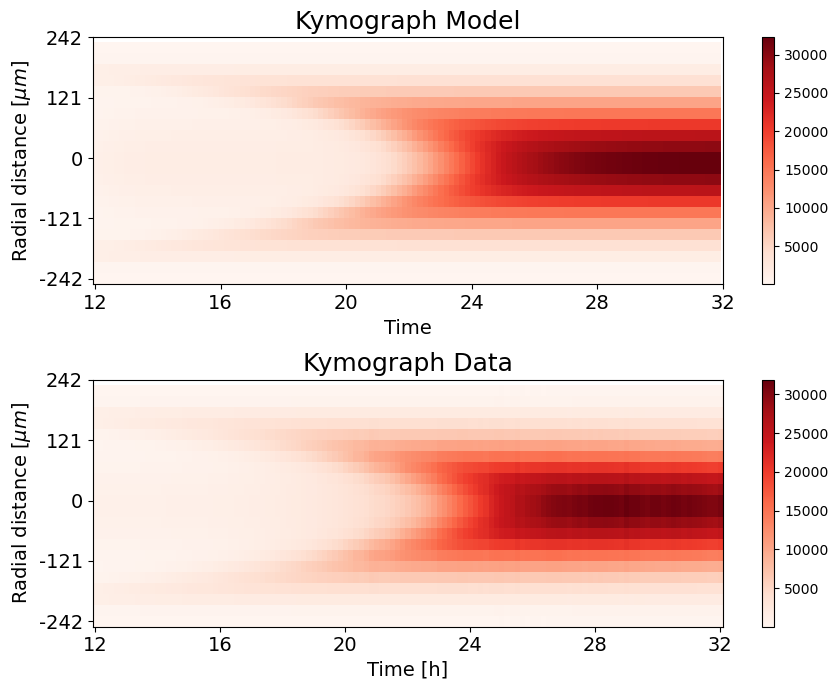 Kymograph Model
Radial distance [μm]
242
121
0
-121
-242
12 16 20 24 28 32
Time
30000
25000
20000
15000
10000
5000
Kymograph Data
Radial distance [μm]
242
121
0
-121
-242
12 16 20 24 28 32
Time [h]
30000
25000
20000
15000
10000
5000